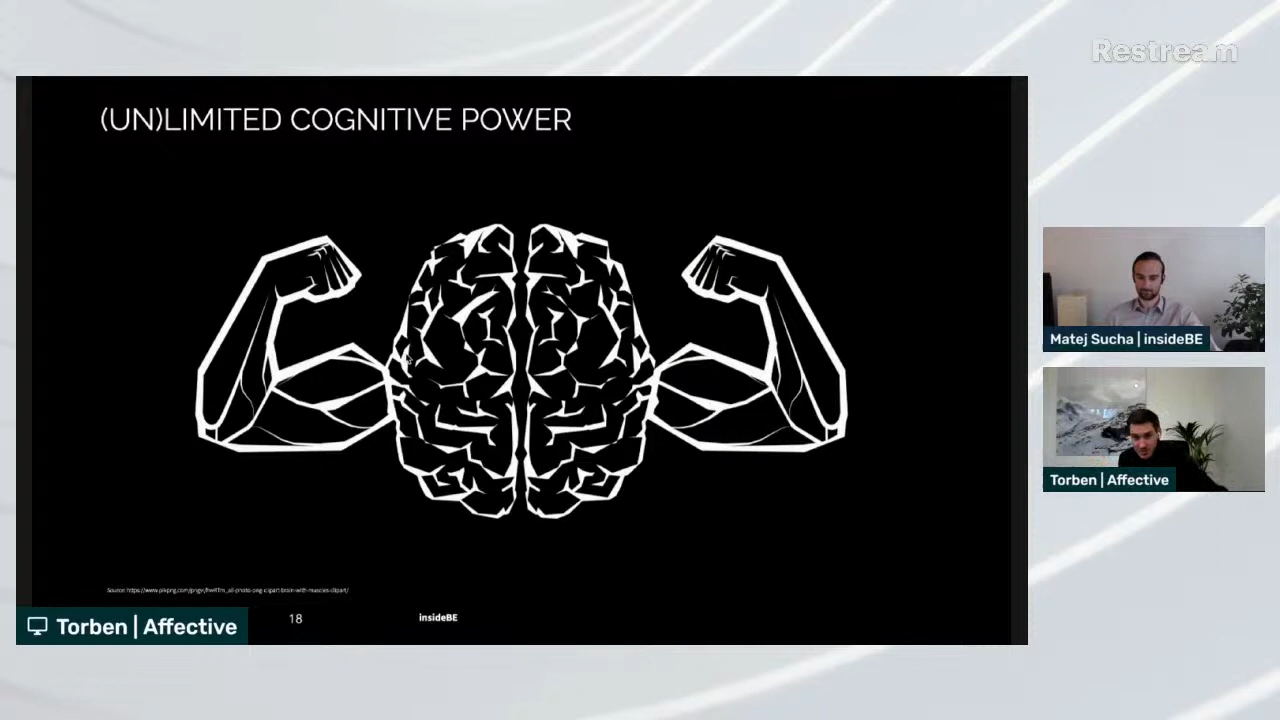 Restream
(UN)LIMITED COGNITIVE POWER
Matej Sucha | insideBE
Torben | Affective
18
insideBE
Torben | Affective